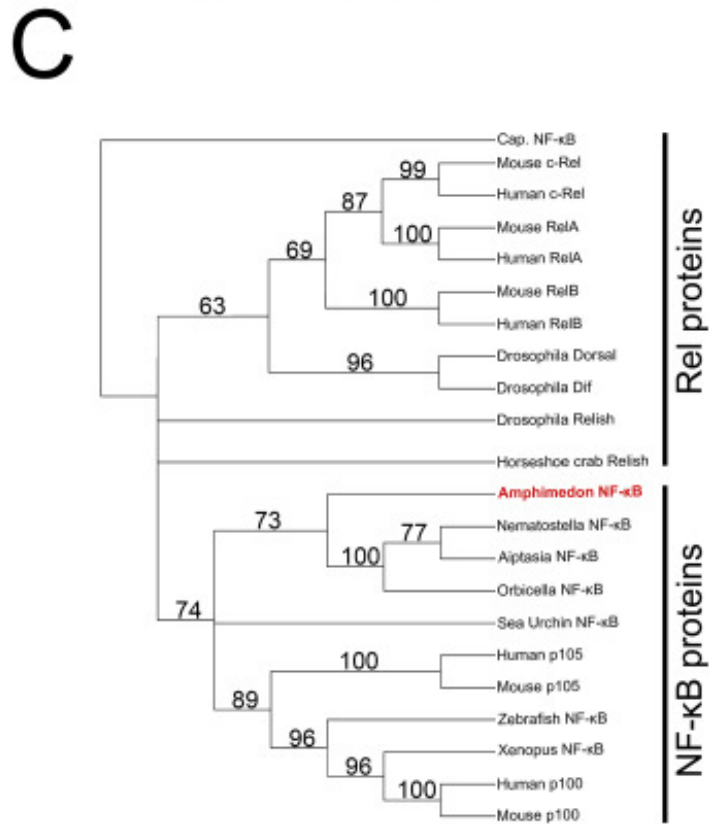 C
Cap. NF-κB
Mouse c-Rel
99
Human c-Rel
87
Mouse RelA
100
Human RelA
69
Mouse RelB
100
Human RelB
63
Drosophila Dorsal
96
Drosophila Dif
Drosophila Relish
Horseshoe crab Relish
Rel proteins
Amphimedon NF-κB
73
Nematostella NF-κB
77
Aiptasia NF-κB
100
Orbicella NF-κB
74
Sea Urchin NF-κB
Human p105
100
Mouse p105
89
Zebrafish NF-κB
96
Xenopus NF-κB
96
Human p100
100
Mouse p100
NF-κB proteins